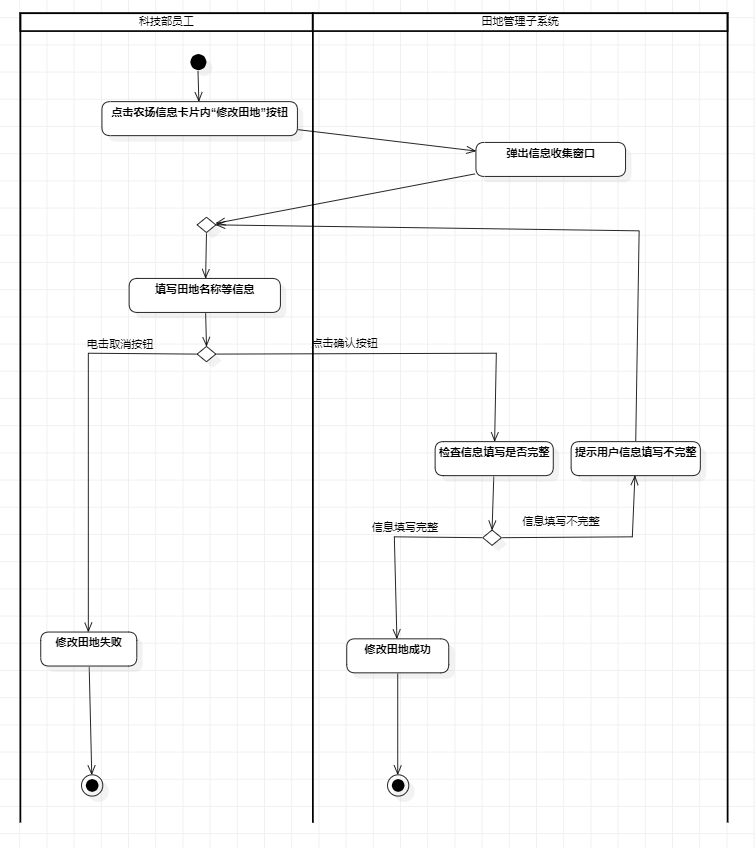 科技部员工
田地管理子系统
点击农场信息卡片内“修改田地”按钮
弹出信息收集窗口
填写田地名称等信息
电击取消按钮
点击确认按钮
检查信息填写是否完整
提示用户信息填写不完整
信息填写完整
信息填写不完整
修改田地失败
修改田地成功